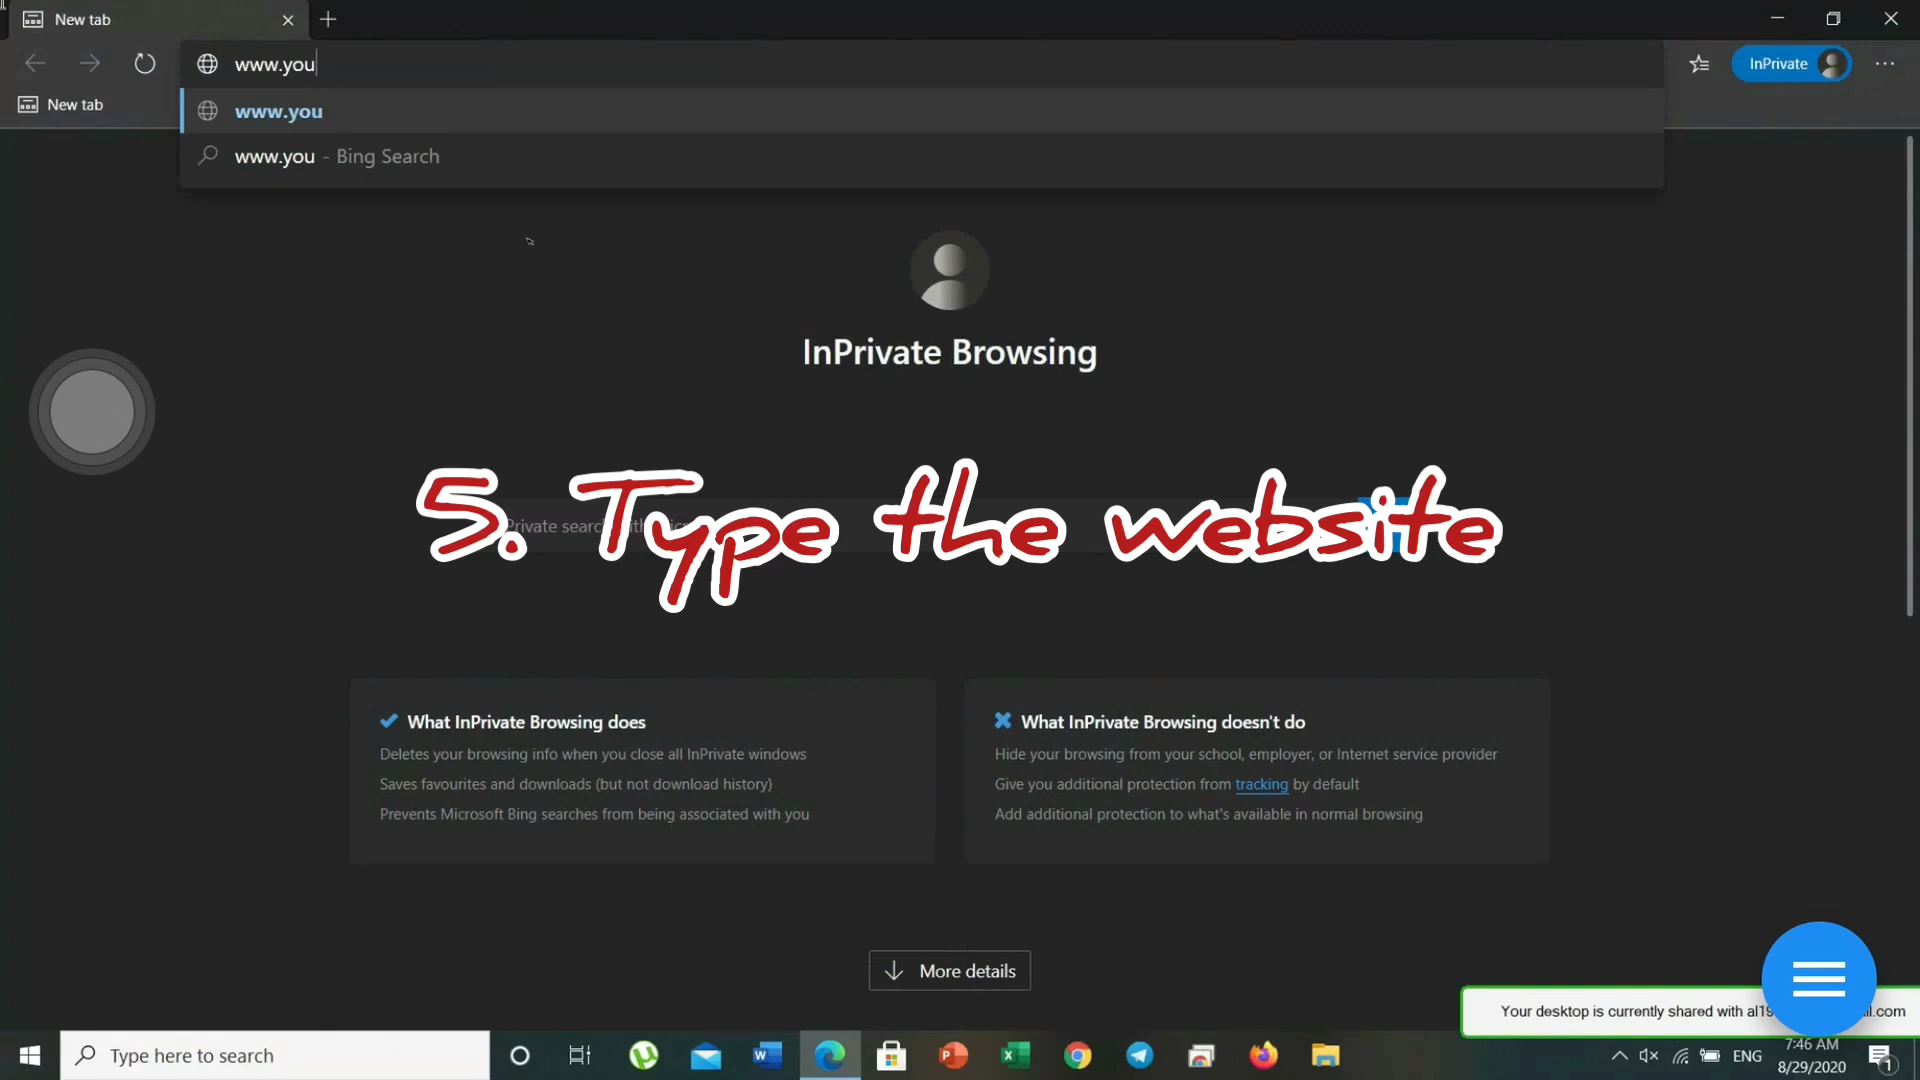 New tab
www.you
InPrivate
New tab
www.you
www.you - Bing Search
InPrivate Browsing
5. Type the website
What InPrivate Browsing does
Deletes your browsing info when you close all InPrivate windows
Saves favourites and downloads (but not download history)
Prevents Microsoft Bing searches from being associated with you
What InPrivate Browsing doesn't do
Hide your browsing from your school, employer, or Internet service provider
Give you additional protection from tracking by default
Add additional protection to what's available in normal browsing
More details
Your desktop is currently shared with
Type here to search
ENG
7:46 AM
8/29/2020
1